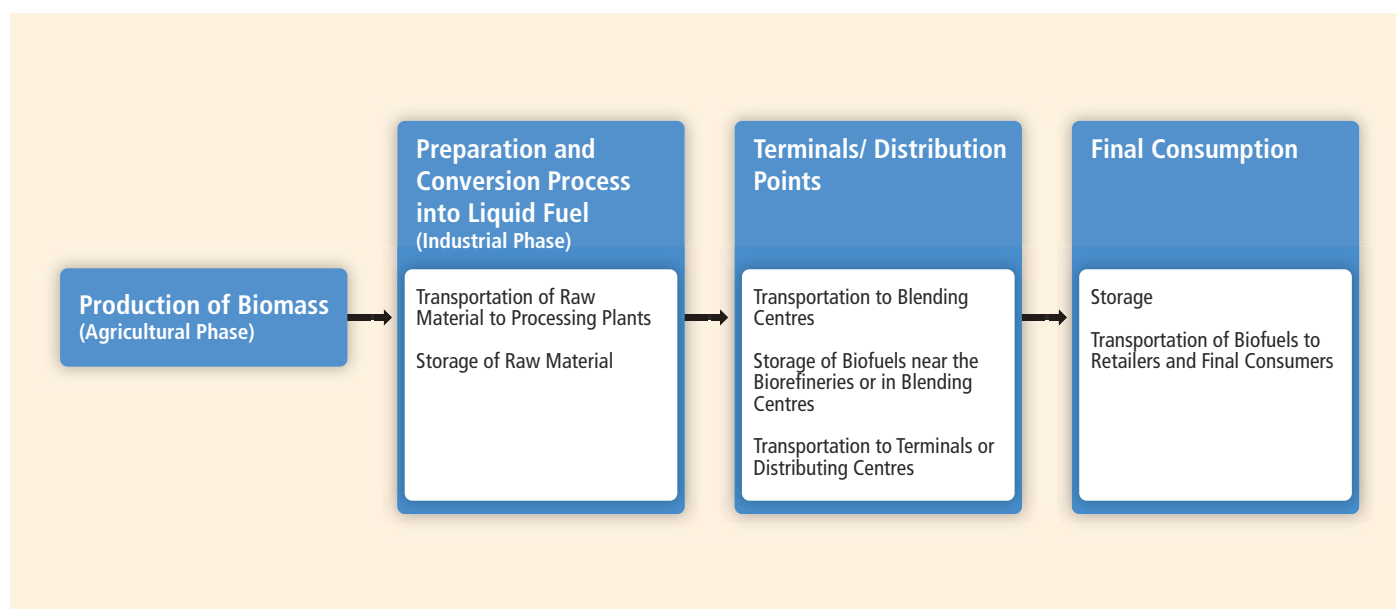 Production of Biomass
(Agricultural Phase)
Preparation and
Conversion Process
into Liquid Fuel
(Industrial Phase)
Transportation of Raw
Material to Processing Plants
Storage of Raw Material
Terminals/ Distribution
Points
Transportation to Blending
Centres
Storage of Biofuels near the
Biorefineries or in Blending
Centres
Transportation to Terminals or
Distributing Centres
Final Consumption
Storage
Transportation of Biofuels to
Retailers and Final Consumers